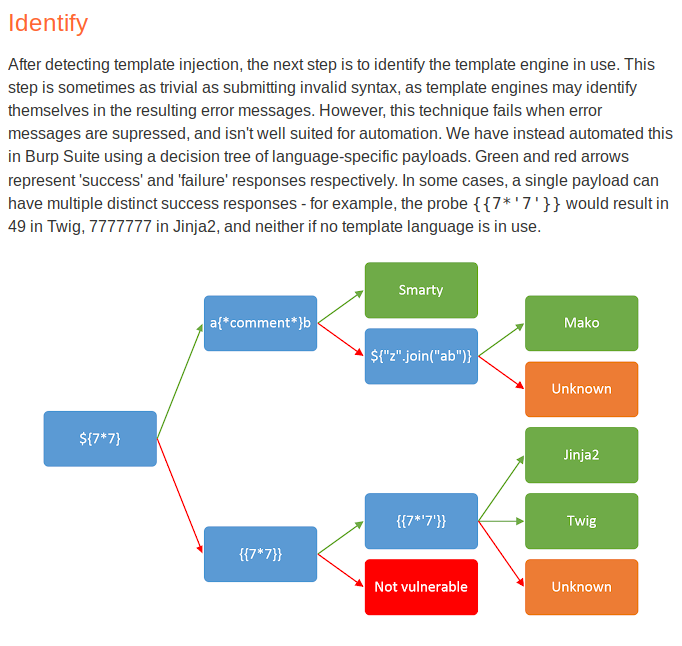 Identify
After detecting template injection, the next step is to identify the template engine in use. This
step is sometimes as trivial as submitting invalid syntax, as template engines may identify
themselves in the resulting error messages. However, this technique fails when error
messages are supressed, and isn't well suited for automation. We have instead automated this
in Burp Suite using a decision tree of language-specific payloads. Green and red arrows
represent 'success' and 'failure' responses respectively. In some cases, a single payload can
have multiple distinct success responses - for example, the probe {{7*'7'}} would result in
49 in Twig, 7777777 in Jinja2, and neither if no template language is in use.
${7*7}
a{*comment*}b
Smarty
${"z".join("ab")}
Mako
Unknown
{{7*7}}
{{7*'7'}}
Jinja2
Twig
Unknown
Not vulnerable